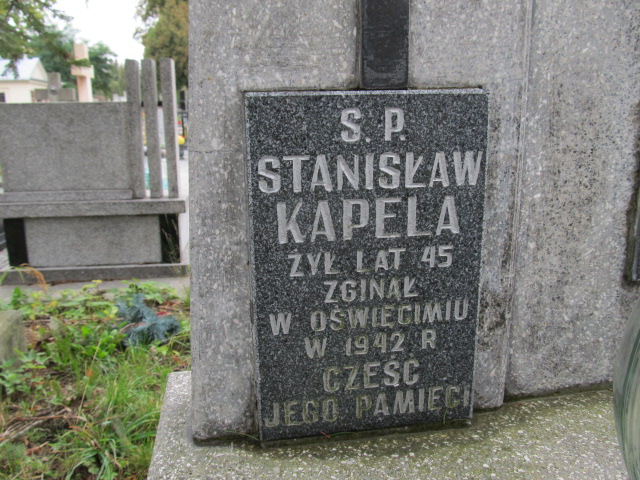 Ś. P.
STANISŁAW
KAPELA
ŻYŁ LAT 45
ZGINĄŁ
W OŚWIĘCIMIU
W 1942 R
CZEŚĆ
JEGO PAMIĘCI